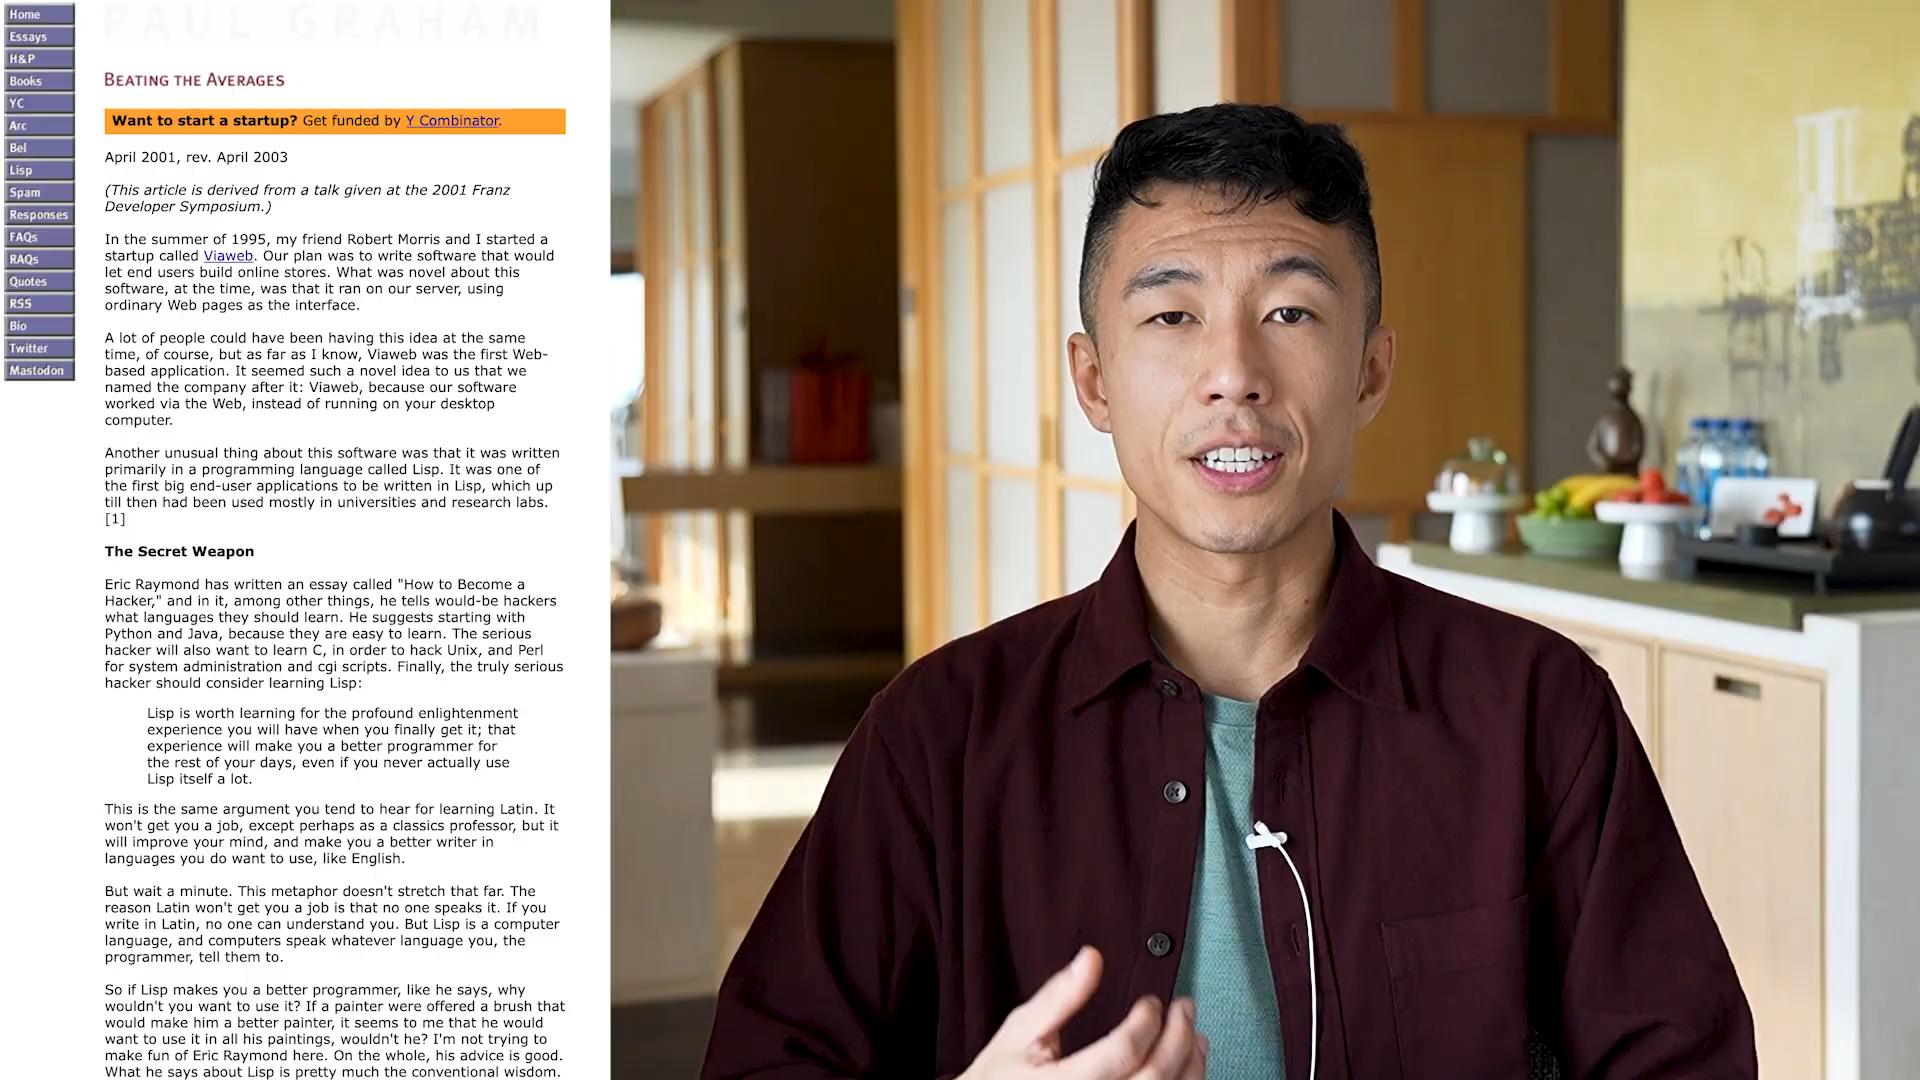 Home
Essays
H&P
Books
YC
Arc
Bel
Lisp
Spam
Responses
FAQs
RAQs
Quotes
RSS
Bio
Twitter
Mastodon
PAUL GRAHAM
BEATING THE AVERAGES
Want to start a startup? Get funded by Y Combinator.
April 2001, rev. April 2003
(This article is derived from a talk given at the 2001 Franz
Developer Symposium.)
In the summer of 1995, my friend Robert Morris and I started a
startup called Viaweb. Our plan was to write software that would
let end users build online stores. What was novel about this
software, at the time, was that it ran on our server, using
ordinary Web pages as the interface.
A lot of people could have been having this idea at the same
time, of course, but as far as I know, Viaweb was the first Web-
based application. It seemed such a novel idea to us that we
named the company after it: Viaweb, because our software
worked via the Web, instead of running on your desktop
computer.
Another unusual thing about this software was that it was written
primarily in a programming language called Lisp. It was one of
the first big end-user applications to be written in Lisp, which up
till then had been used mostly in universities and research labs.
[1]
The Secret Weapon
Eric Raymond has written an essay called "How to Become a
Hacker," and in it, among other things, he tells would-be hackers
what languages they should learn. He suggests starting with
Python and Java, because they are easy to learn. The serious
hacker will also want to learn C, in order to hack Unix, and Perl
for system administration and cgi scripts. Finally, the truly serious
hacker should consider learning Lisp:
Lisp is worth learning for the profound enlightenment
experience you will have when you finally get it; that
experience will make you a better programmer for
the rest of your days, even if you never actually use
Lisp itself a lot.
This is the same argument you tend to hear for learning Latin. It
won't get you a job, except perhaps as a classics professor, but it
will improve your mind, and make you a better writer in
languages you do want to use, like English.
But wait a minute. This metaphor doesn't stretch that far. The
reason Latin won't get you a job is that no one speaks it. If you
write in Latin, no one can understand you. But Lisp is a computer
language, and computers speak whatever language you, the
programmer, tell them to.
So if Lisp makes you a better programmer, like he says, why
wouldn't you want to use it? If a painter were offered a brush that
would make him a better painter, it seems to me that he would
want to use it in all his paintings, wouldn't he? I'm not trying to
make fun of Eric Raymond here. On the whole, his advice is good.
What he says about Lisp is pretty much the conventional wisdom.